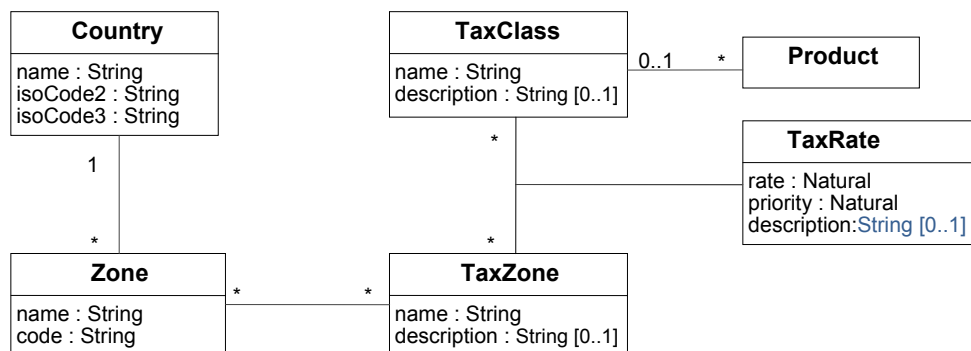 Country
name : String
isoCode2 : String
isoCode3 : String
TaxClass
name : String
description : String [0..1]
0..1
*
Product
TaxRate
rate : Natural
priority : Natural
description:String [0..1]
1
*
*
*
Zone
name : String
code : String
*
*
TaxZone
name : String
description : String [0..1]